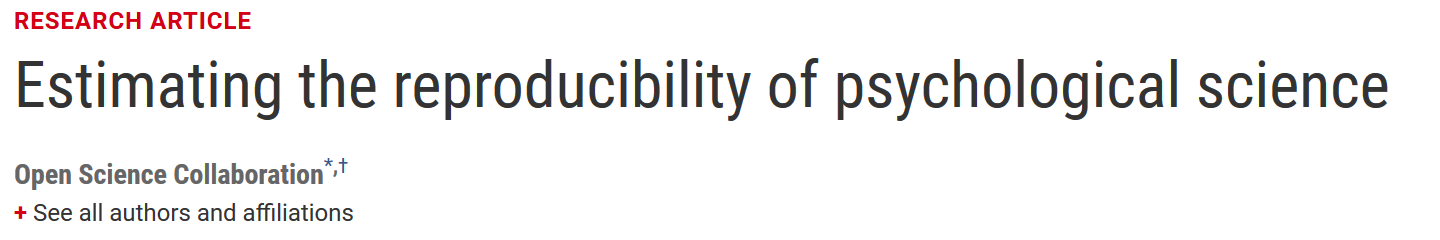 RESEARCH ARTICLE
Estimating the reproducibility of psychological science
Open Science Collaboration*,†
+ See all authors and affiliations